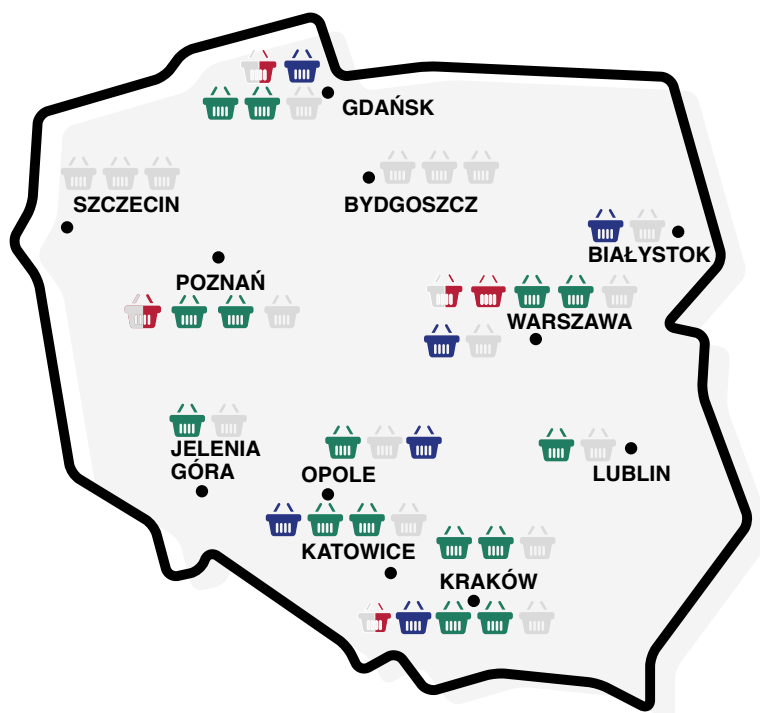 GDAŃSK
SZCZECIN
BYDGOSZCZ
BIAŁYSTOK
POZNAŃ
WARSZAWA
JELENIA
GÓRA
OPOLE
LUBLIN
KATOWICE
KRAKÓW